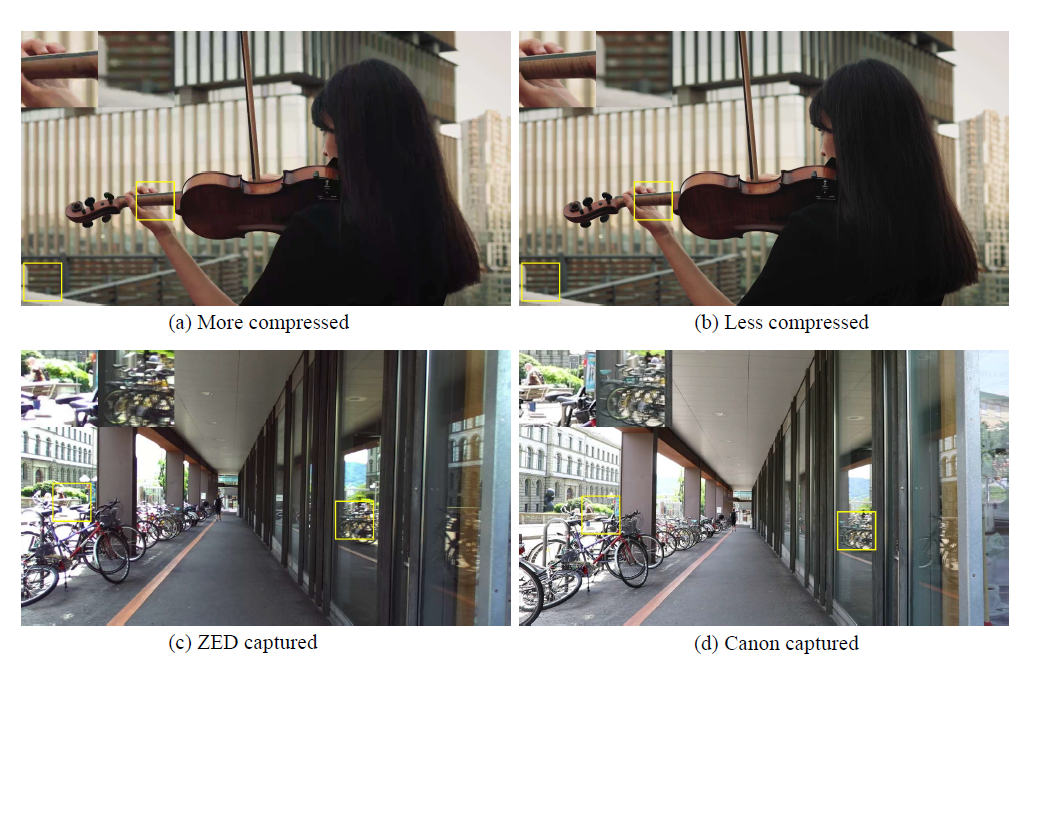 (a) More compressed
(b) Less compressed
(c) ZED captured
(d) Canon captured